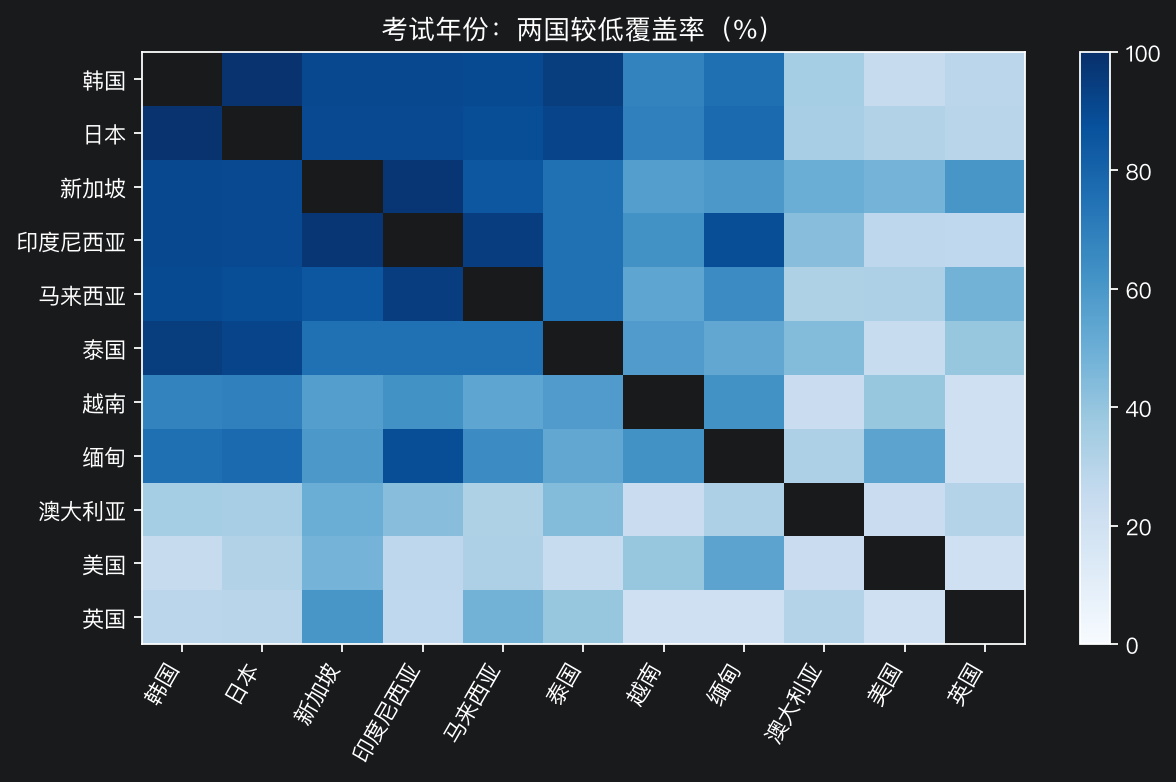 考试年份：两国较低覆盖率（%）
韩国
日本
新加坡
印度尼西亚
马来西亚
泰国
越南
缅甸
澳大利亚
美国
英国
韩国
日本
新加坡
印度尼西亚
马来西亚
泰国
越南
缅甸
澳大利亚
美国
英国
100
80
60
40
20
0